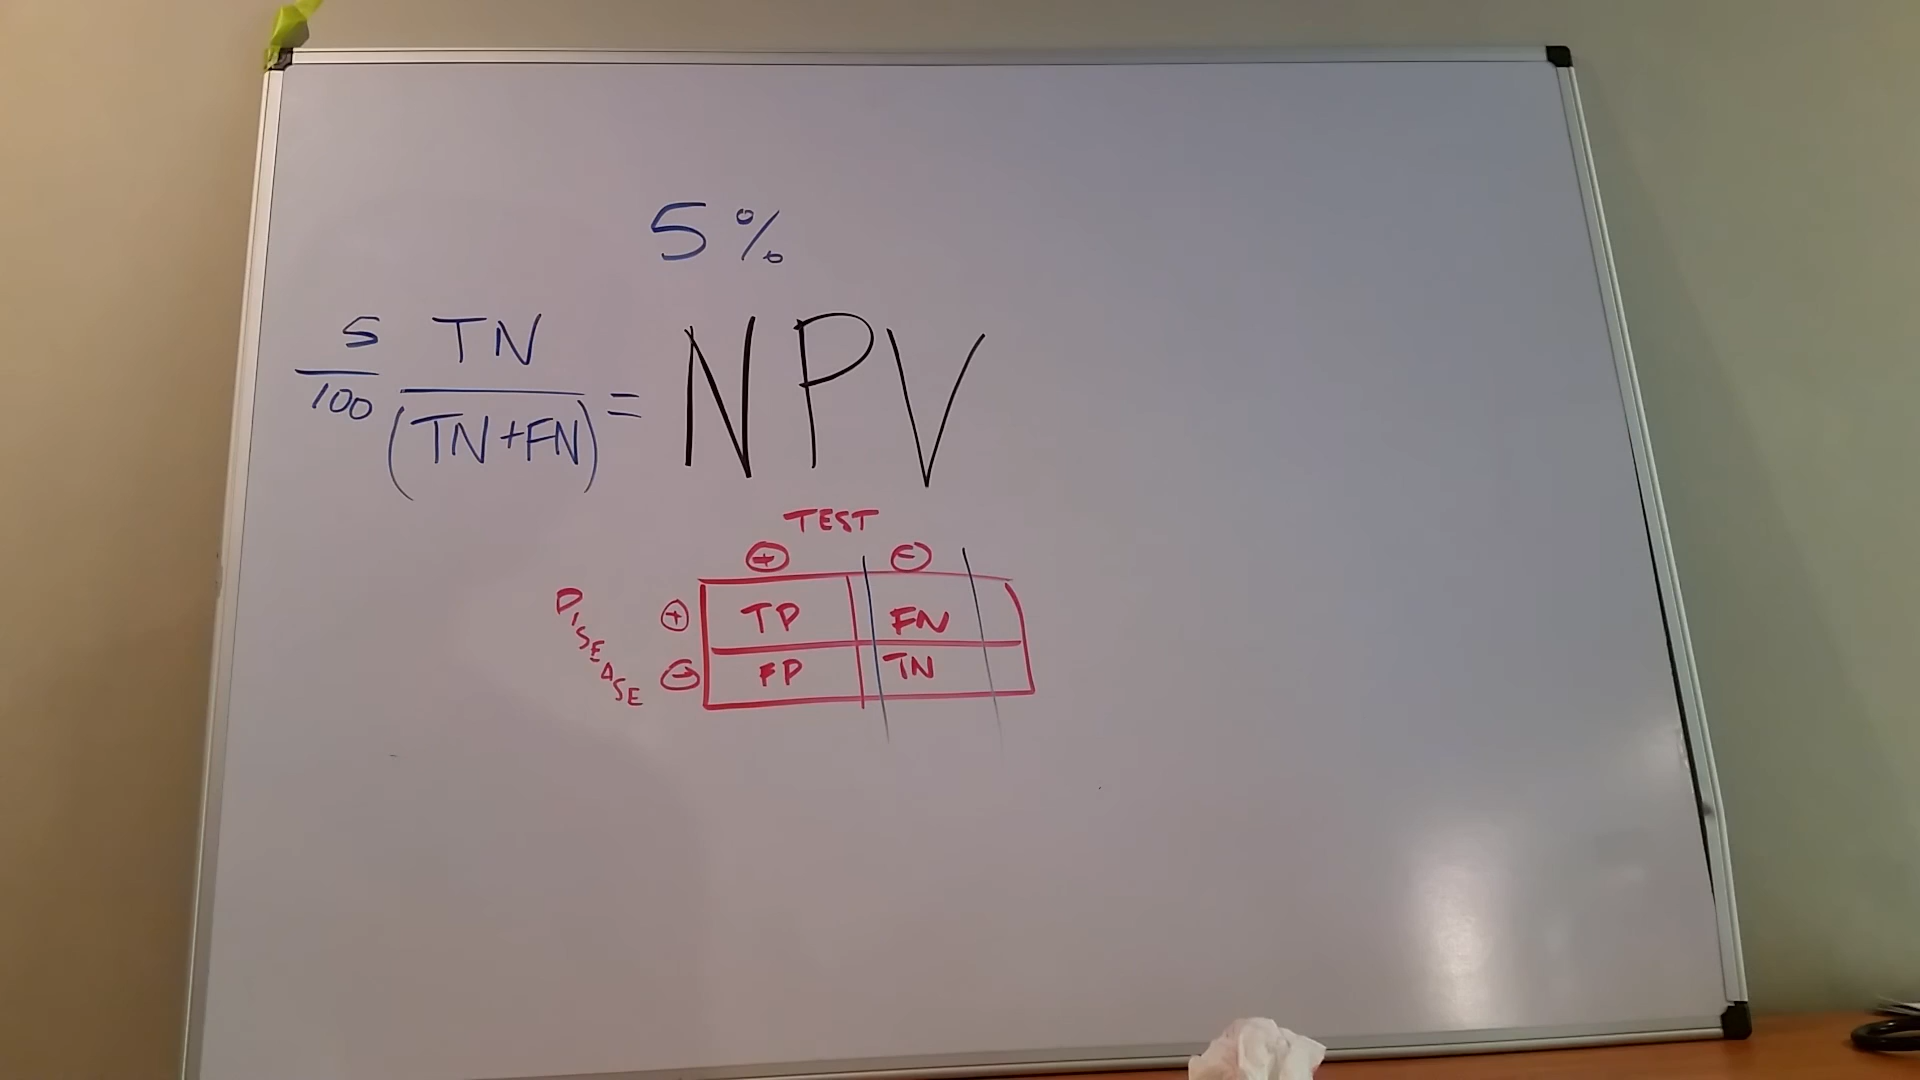 5%
5/100 TN/(TN+FN) = NPV
TEST
+ -
DISEASE
+ TP FN
- FP TN